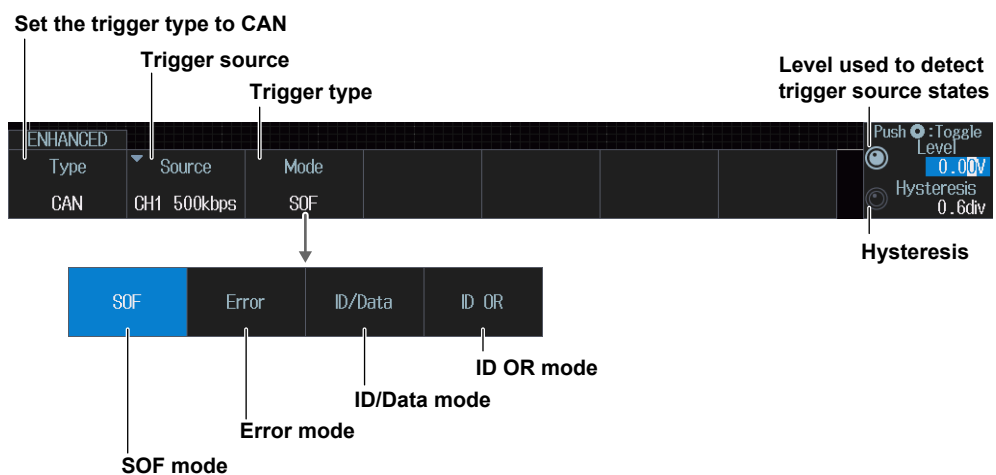 Set the trigger type to CAN
Trigger source
Trigger type
Level used to detect
trigger source states
ENHANCED
Type
Source
Mode
CAN
CH1 500kbps
SOF
Push :Toggle
Level
0.00V
Hysteresis
0.6div
Hysteresis
SOF
Error
ID/Data
ID OR
ID OR mode
ID/Data mode
Error mode
SOF mode